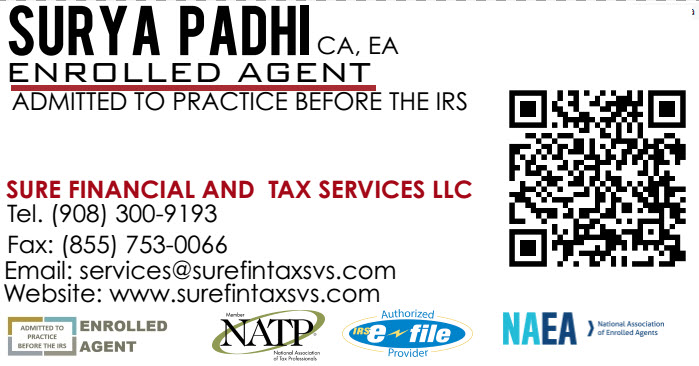 SURYA PADHI CA, EA
ENROLLED AGENT
ADMITTED TO PRACTICE BEFORE THE IRS
SURE FINANCIAL AND TAX SERVICES LLC
Tel. (908) 300-9193
Fax: (855) 753-0066
Email: services@surefintaxsvs.com
Website: www.surefintaxsvs.com
ADMITTED TO
PRACTICE
BEFORE THE IRS
ENROLLED
AGENT
Member
NATP
National Association
of Tax Professionals
Authorized
IRS e file
Provider
NAEA
National Association
of Enrolled Agents